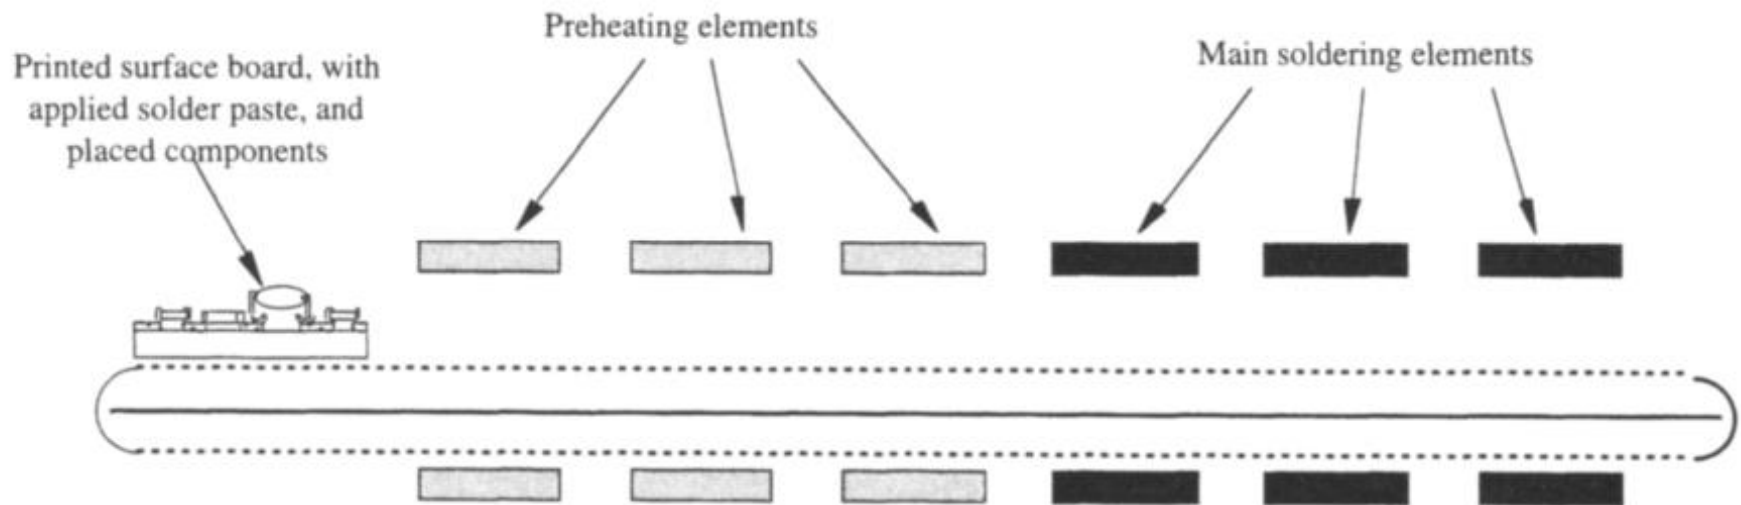 Preheating elements
Main soldering elements
Printed surface board, with
applied solder paste, and
placed components